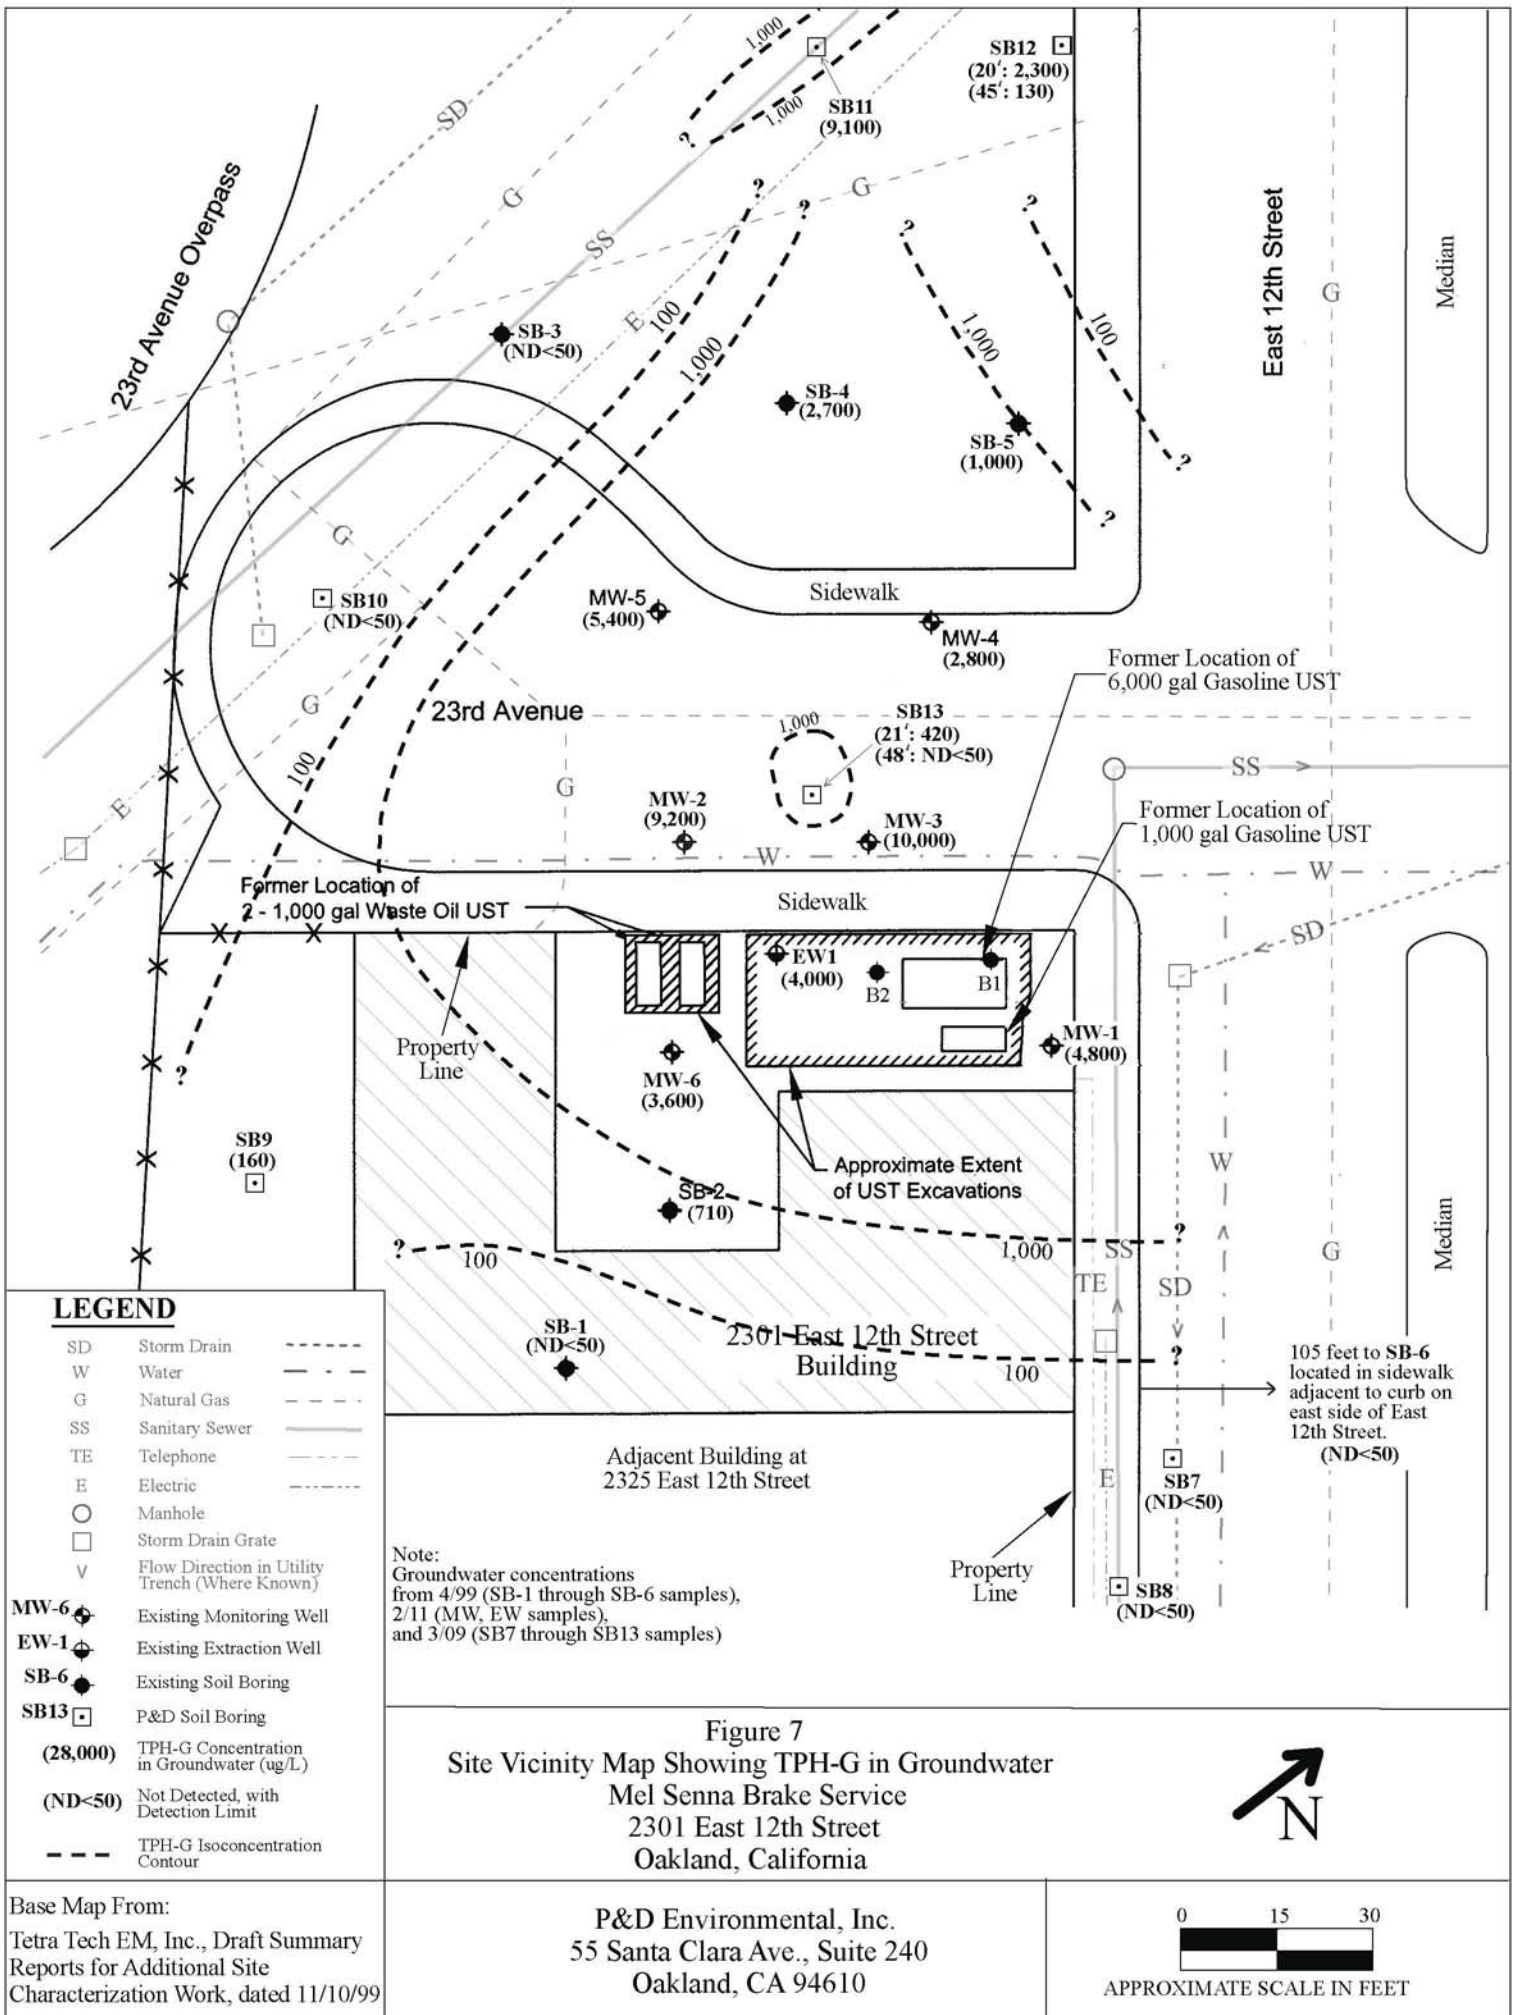 1,000
SB12
(20′: 2,300)
(45′: 130)
SB11
(9,100)
1,000
SD
?
G
G
SS
?
?
?
?
23rd Avenue Overpass
East 12th Street
Median
G
E
100
1,000
1,000
100
SB-3
(ND<50)
SB-4
(2,700)
SB-5
(1,000)
?
?
G
SB10
(ND<50)
MW-5
(5,400)
Sidewalk
MW-4
(2,800)
Former Location of
6,000 gal Gasoline UST
G
23rd Avenue
1,000
SB13
(21′: 420)
(48′: ND<50)
100
G
E
SS >
MW-2
(9,200)
MW-3
(10,000)
Former Location of
1,000 gal Gasoline UST
W
W
Former Location of
2 - 1,000 gal Waste Oil UST
Sidewalk
SD
EW1
(4,000)
B2
B1
MW-1
(4,800)
Property
Line
?
MW-6
(3,600)
SB9
(160)
Approximate Extent
of UST Excavations
W
SB-2
(710)
?
?
100
1,000
SS
G
Median
TE
SD
SB-1
(ND<50)
2301 East 12th Street
Building
100
?
105 feet to SB-6
located in sidewalk
adjacent to curb on
east side of East
12th Street.
(ND<50)
Adjacent Building at
2325 East 12th Street
E
SB7
(ND<50)
Property
Line
SB8
(ND<50)
LEGEND
SD Storm Drain
W Water
G Natural Gas
SS Sanitary Sewer
TE Telephone
E Electric
Manhole
Storm Drain Grate
V Flow Direction in Utility
Trench (Where Known)
MW-6 Existing Monitoring Well
EW-1 Existing Extraction Well
SB-6 Existing Soil Boring
SB13 P&D Soil Boring
(28,000) TPH-G Concentration
in Groundwater (ug/L)
(ND<50) Not Detected, with
Detection Limit
TPH-G Isoconcentration
Contour
Note:
Groundwater concentrations
from 4/99 (SB-1 through SB-6 samples),
2/11 (MW, EW samples),
and 3/09 (SB7 through SB13 samples)
Figure 7
Site Vicinity Map Showing TPH-G in Groundwater
Mel Senna Brake Service
2301 East 12th Street
Oakland, California
N
Base Map From:
Tetra Tech EM, Inc., Draft Summary
Reports for Additional Site
Characterization Work, dated 11/10/99
P&D Environmental, Inc.
55 Santa Clara Ave., Suite 240
Oakland, CA 94610
0 15 30
APPROXIMATE SCALE IN FEET